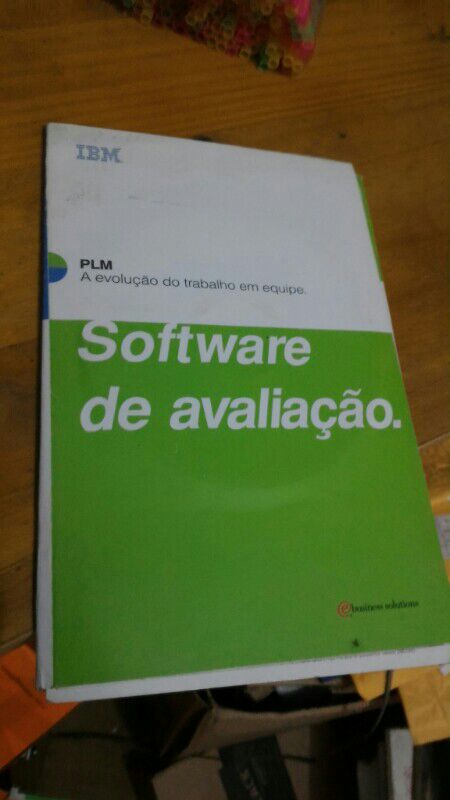 IBM
PLM
A evolução do trabalho em equipe.
Software
de avaliação.
e business solutions